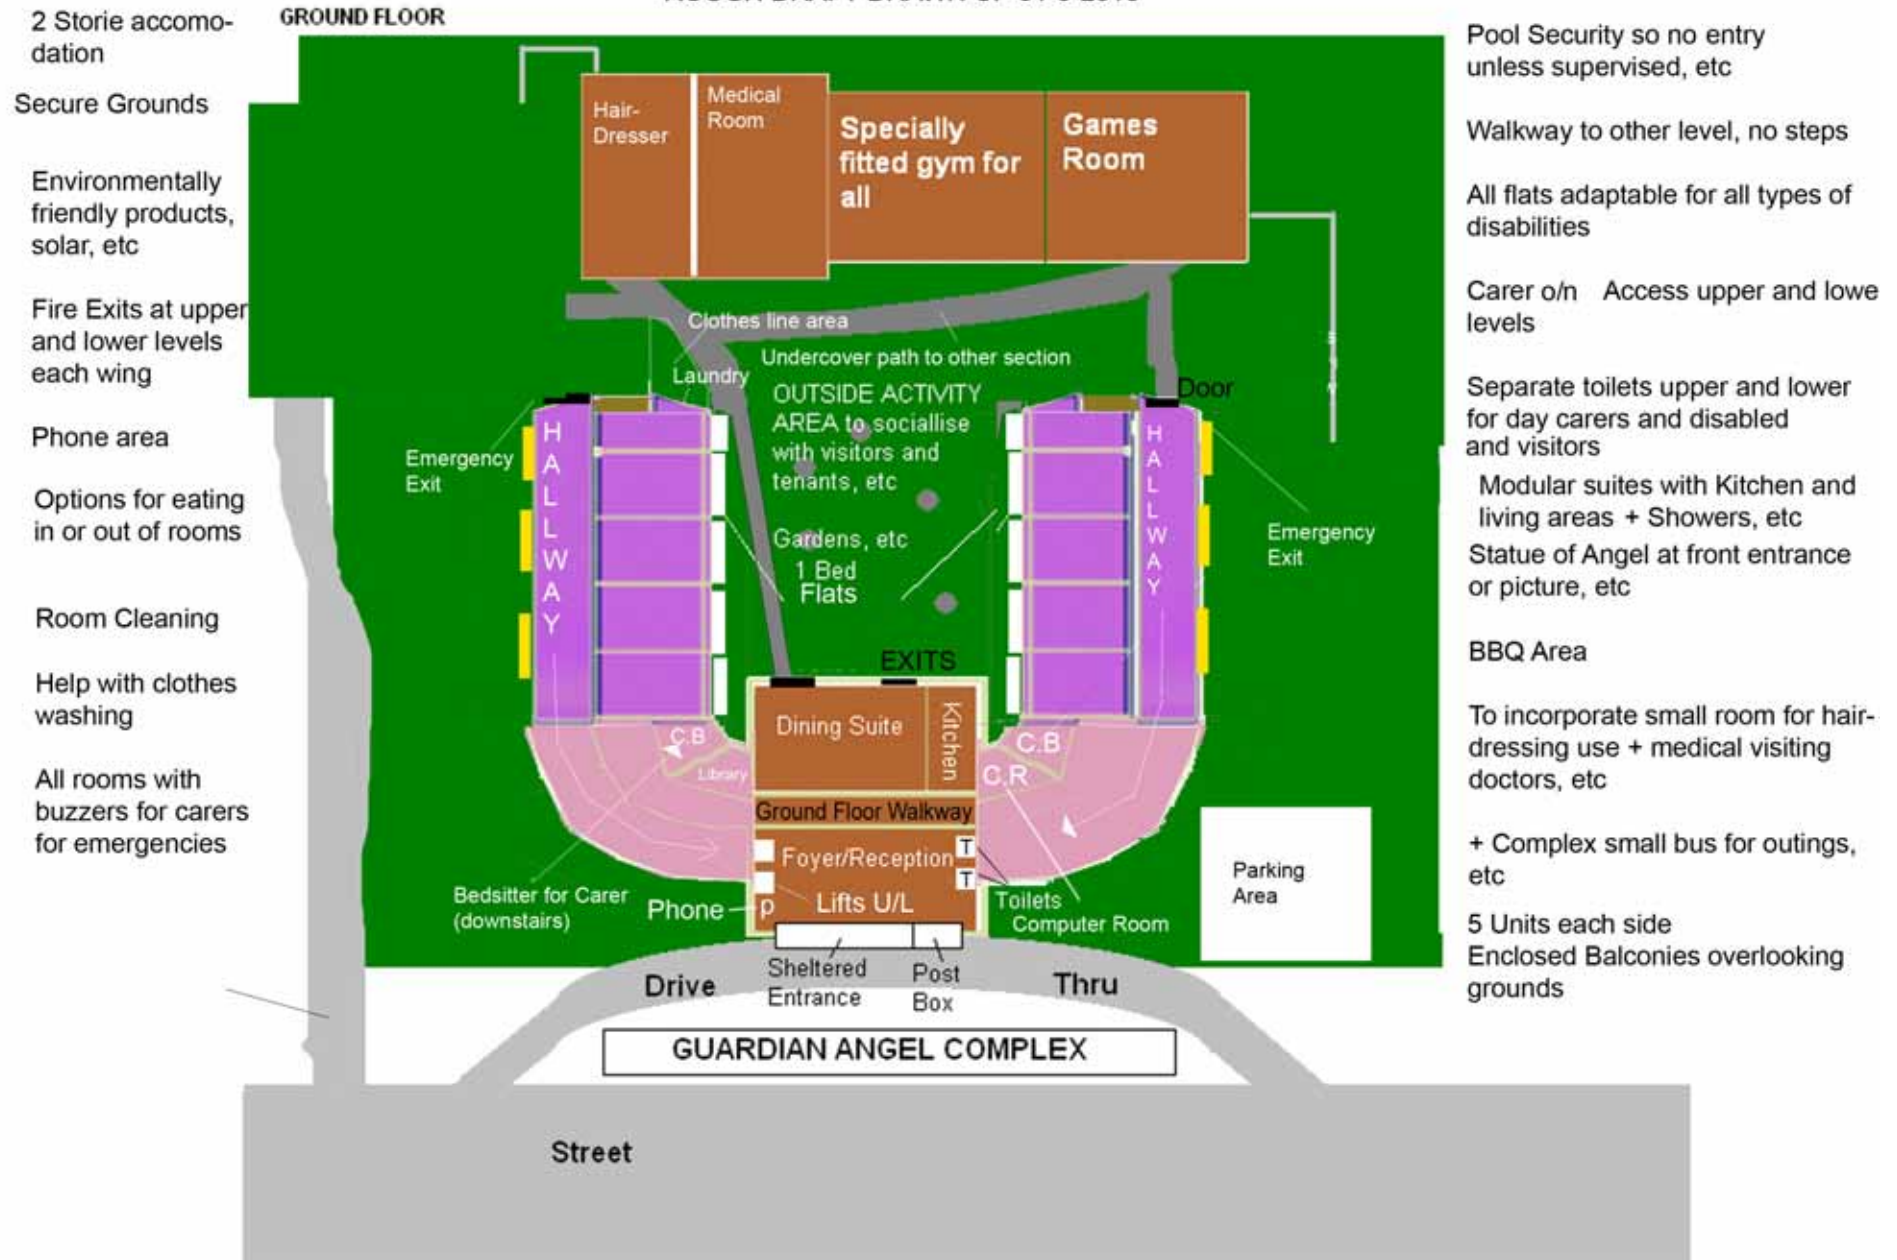 GROUND FLOOR
2 Storie accomo-
dation
Secure Grounds
Environmentally
friendly products,
solar, etc
Fire Exits at upper
and lower levels
each wing
Phone area
Options for eating
in or out of rooms
Room Cleaning
Help with clothes
washing
All rooms with
buzzers for carers
for emergencies
Hair-
Dresser
Medical
Room
Specially
fitted gym for
all
Games
Room
Clothes line area
Undercover path to other section
Laundry
OUTSIDE ACTIVITY
AREA to sociallise
with visitors and
tenants, etc
Gardens, etc
1 Bed
Flats
Door
Emergency
Exit
HALLWAY
HALLWAY
Emergency
Exit
EXITS
Dining Suite
Kitchen
C.B
Library
C.B
C.R
Ground Floor Walkway
Foyer/Reception
T
T
Lifts U/L
Phone
p
Bedsitter for Carer
(downstairs)
Toilets
Computer Room
Parking
Area
Sheltered
Entrance
Post
Box
Drive
Thru
GUARDIAN ANGEL COMPLEX
Street
Pool Security so no entry
unless supervised, etc
Walkway to other level, no steps
All flats adaptable for all types of
disabilities
Carer o/n Access upper and lowe
levels
Separate toilets upper and lower
for day carers and disabled
and visitors
Modular suites with Kitchen and
living areas + Showers, etc
Statue of Angel at front entrance
or picture, etc
BBQ Area
To incorporate small room for hair-
dressing use + medical visiting
doctors, etc
+ Complex small bus for outings,
etc
5 Units each side
Enclosed Balconies overlooking
grounds